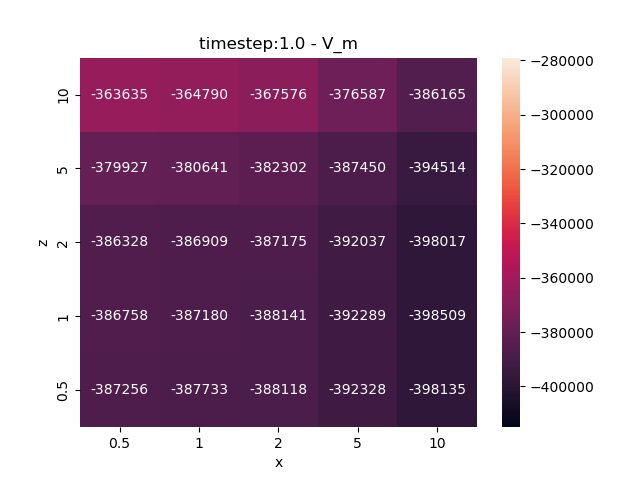 timestep:1.0 - V_m
10 -363635 -364790 -367576 -376587 -386165
5 -379927 -380641 -382302 -387450 -394514
z
2 -386328 -386909 -387175 -392037 -398017
1 -386758 -387180 -388141 -392289 -398509
0.5 -387256 -387733 -388118 -392328 -398135
0.5 1 2 5 10
x
−280000
−300000
−320000
−340000
−360000
−380000
−400000